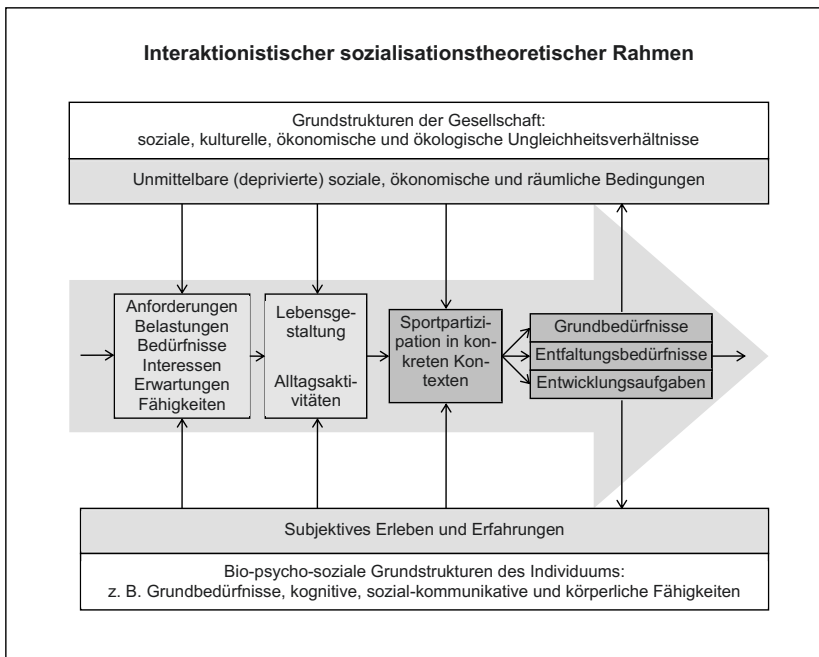 Interaktionistischer sozialisationstheoretischer Rahmen
Grundstrukturen der Gesellschaft:
soziale, kulturelle, ökonomische und ökologische Ungleichheitsverhältnisse
Unmittelbare (deprivierte) soziale, ökonomische und räumliche Bedingungen
Anforderungen
Belastungen
Bedürfnisse
Interessen
Erwartungen
Fähigkeiten
Lebensge-
staltung
Alltagsakti-
vitäten
Sportpartizi-
pation in kon-
kreten Kon-
texten
Grundbedürfnisse
Entfaltungsbedürfnisse
Entwicklungsaufgaben
Subjektives Erleben und Erfahrungen
Bio-psycho-soziale Grundstrukturen des Individuums:
z. B. Grundbedürfnisse, kognitive, sozial-kommunikative und körperliche Fähigkeiten